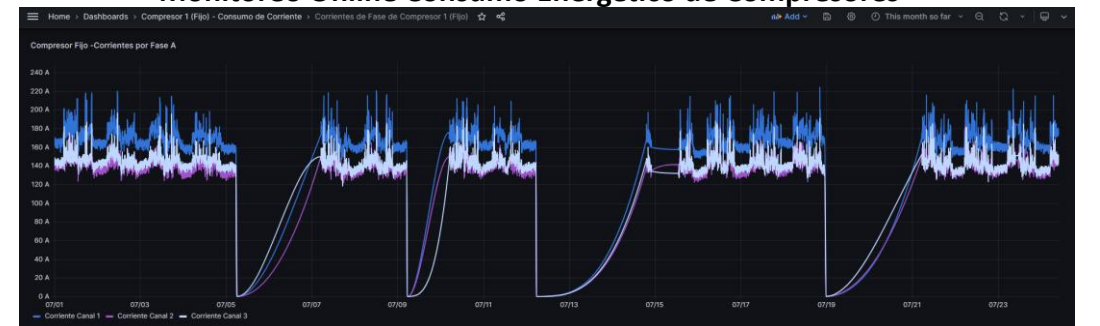 Monitoreo Online Consumo Energético de Compresores
Home › Dashboards › Compresor 1 (Fijo) - Consumo de Corriente › Corrientes de Fase de Compresor 1 (Fijo) Add This month so far
Compresor Fijo -Corrientes por Fase A
240 A
220 A
200 A
180 A
160 A
140 A
120 A
100 A
80 A
60 A
40 A
20 A
0 A
07/01 07/03 07/05 07/07 07/09 07/11 07/13 07/15 07/17 07/19 07/21 07/23
Corriente Canal 1 Corriente Canal 2 Corriente Canal 3